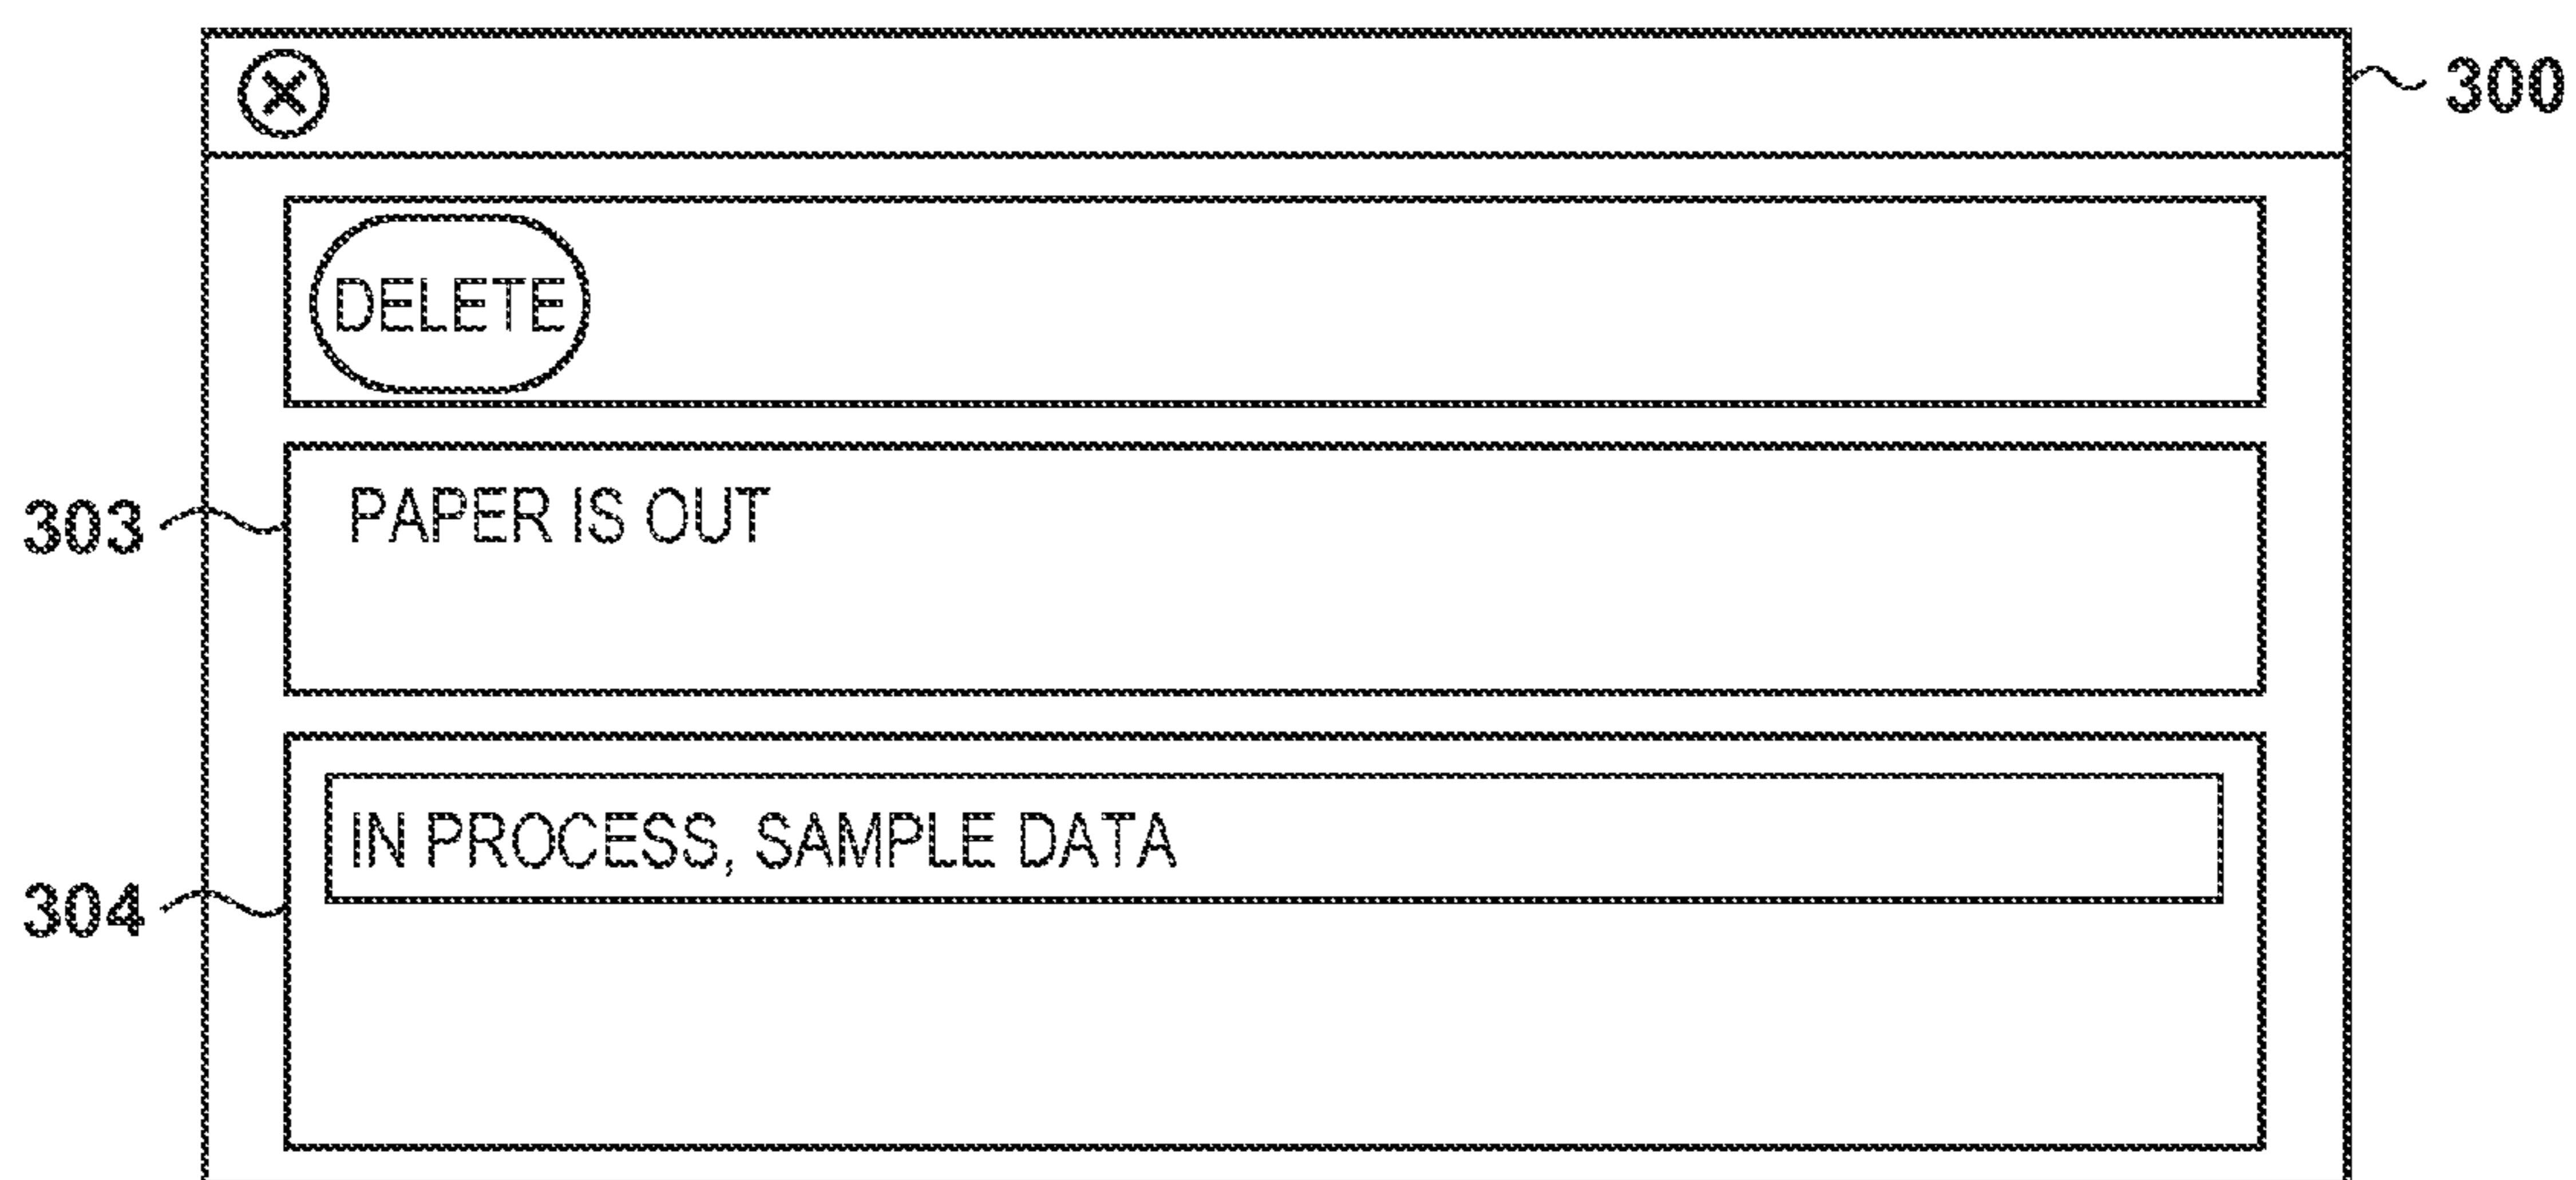 300
DELETE
303
PAPER IS OUT
IN PROCESS, SAMPLE DATA
304